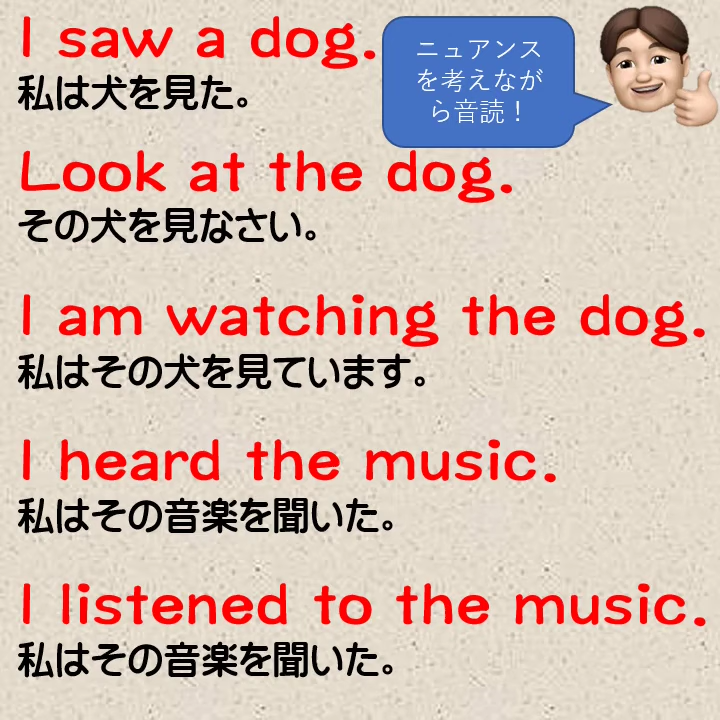 I saw a dog.
私は犬を見た。
ニュアンス
を考えなが
ら音読！
Look at the dog.
その犬を見なさい。
I am watching the dog.
私はその犬を見ています。
I heard the music.
私はその音楽を聞いた。
I listened to the music.
私はその音楽を聞いた。